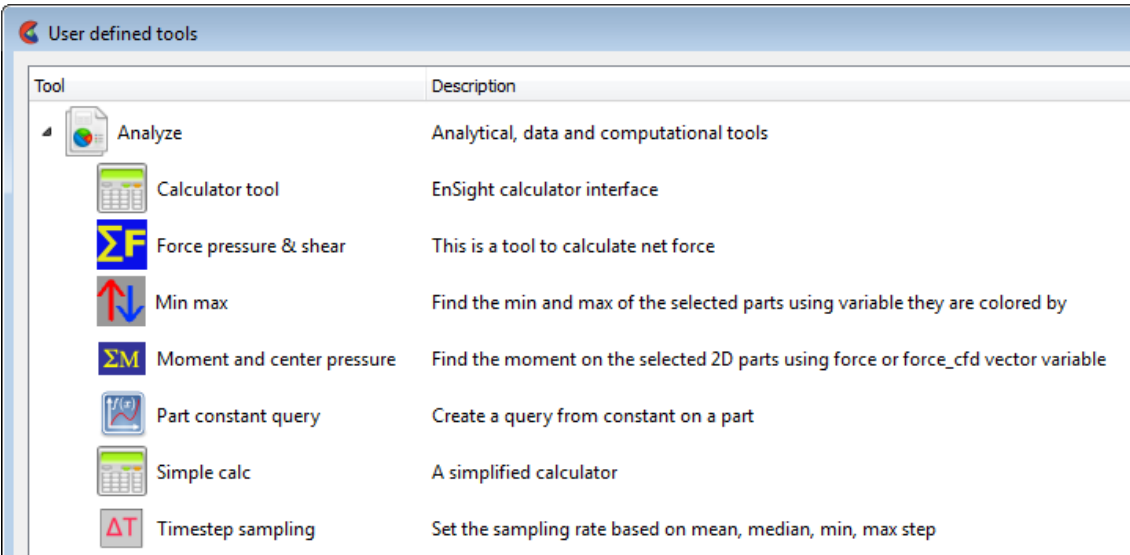 User defined tools
Tool Description
Analyze Analytical, data and computational tools
Calculator tool EnSight calculator interface
ΣF Force pressure & shear This is a tool to calculate net force
Min max Find the min and max of the selected parts using variable they are colored by
ΣM Moment and center pressure Find the moment on the selected 2D parts using force or force_cfd vector variable
f(x) Part constant query Create a query from constant on a part
Simple calc A simplified calculator
ΔT Timestep sampling Set the sampling rate based on mean, median, min, max step